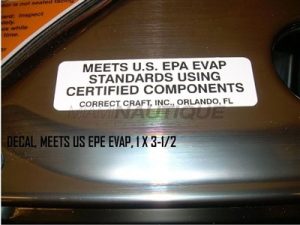 MEETS U.S. EPA EVAP
STANDARDS USING
CERTIFIED COMPONENTS
CORRECT CRAFT, INC., ORLANDO, FL
NAUTIQUE
DECAL, MEETS US EPE EVAP, 1 X 3-1/2